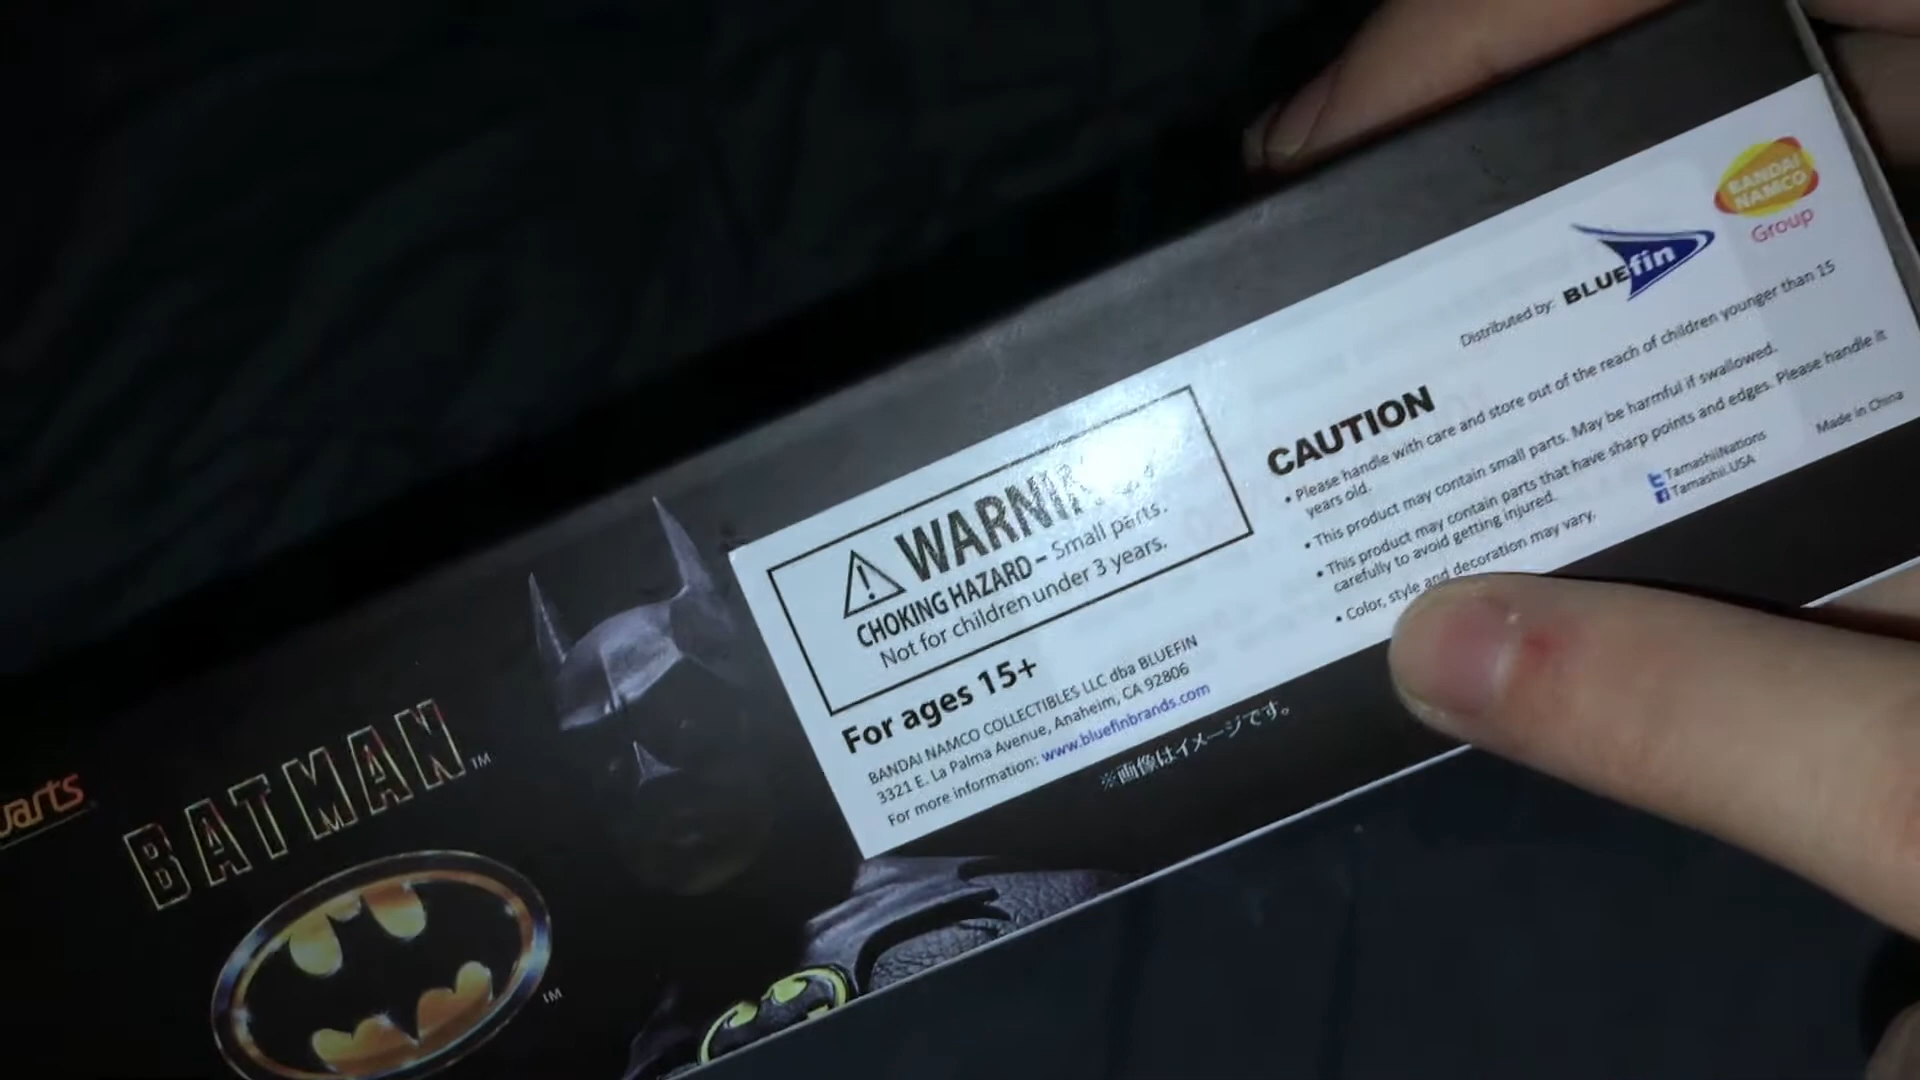 BANDAI
NAMCO
Group
Distributed by: BLUEfin
⚠ WARNING
CHOKING HAZARD – Small parts.
Not for children under 3 years.
For ages 15+
BANDAI NAMCO COLLECTIBLES LLC dba BLUEFIN
3321 E. La Palma Avenue, Anaheim, CA 92806
For more information: www.bluefinbrands.com
CAUTION
• Please handle with care and store out of the reach of children younger than 15
years old.
• This product may contain small parts. May be harmful if swallowed.
• This product may contain parts that have sharp points and edges. Please handle it
carefully to avoid getting injured.
• Color, style and decoration may vary.
TamashiiNations
Tamashii.USA
Made in China
※画像はイメージです。
BATMAN™
TM